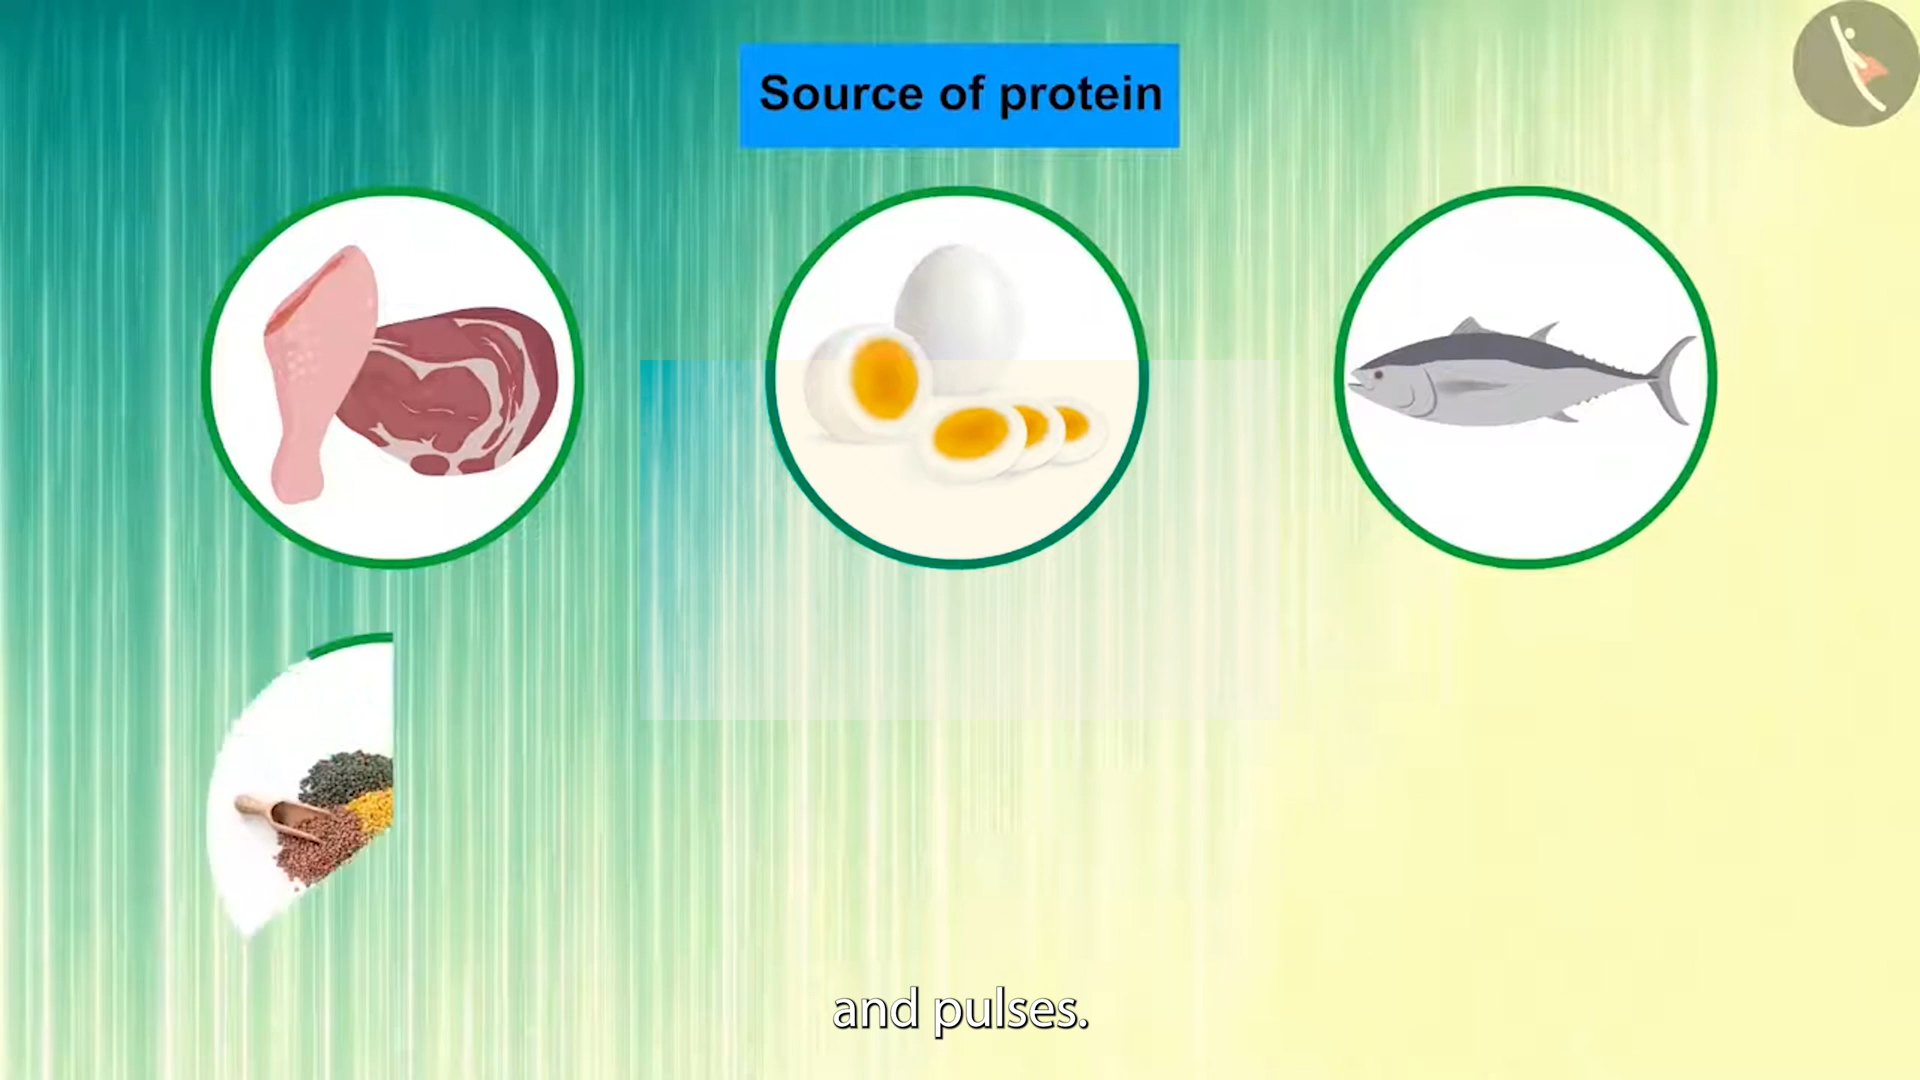 Source of protein
and pulses.